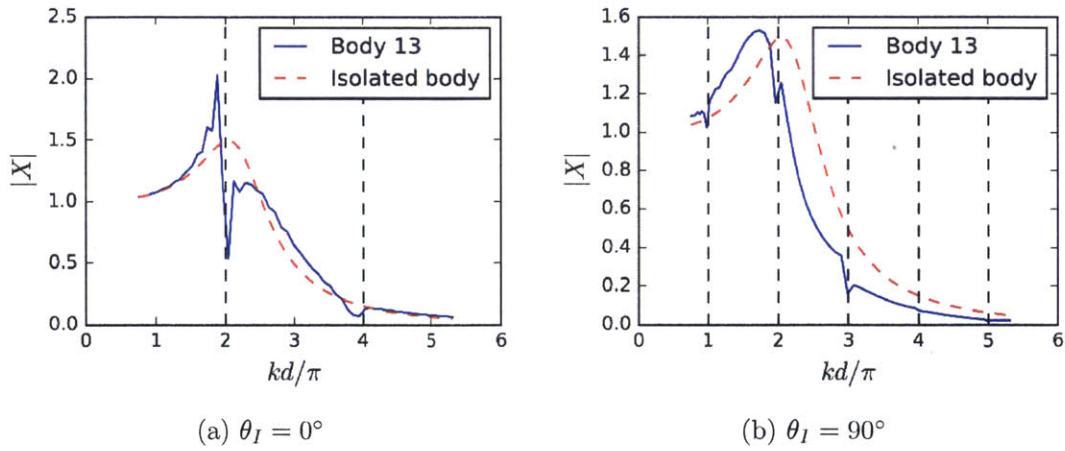 2.5
2.0
1.5
1.0
0.5
0.0
|X|
0 1 2 3 4 5 6
kd/π
Body 13
Isolated body
(a) θ_I = 0°
1.6
1.4
1.2
1.0
0.8
0.6
0.4
0.2
0.0
|X|
0 1 2 3 4 5 6
kd/π
Body 13
Isolated body
(b) θ_I = 90°